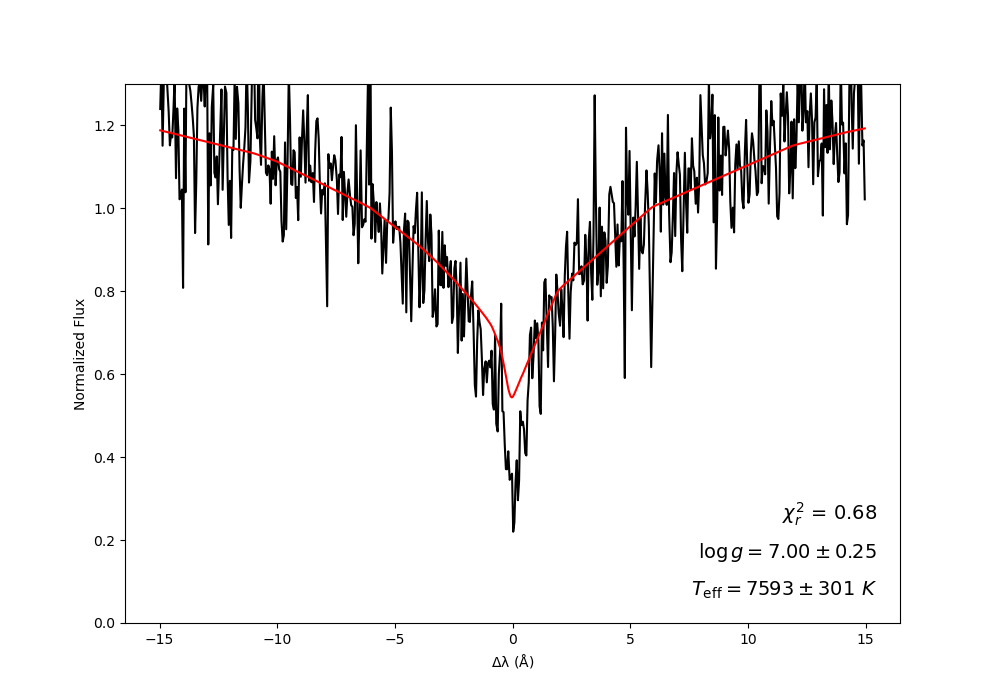 1.2
1.0
0.8
0.6
0.4
0.2
0.0
Normalized Flux
χ²ᵣ = 0.68
log g = 7.00 ± 0.25
T_eff = 7593 ± 301 K
−15 −10 −5 0 5 10 15
Δλ (Å)